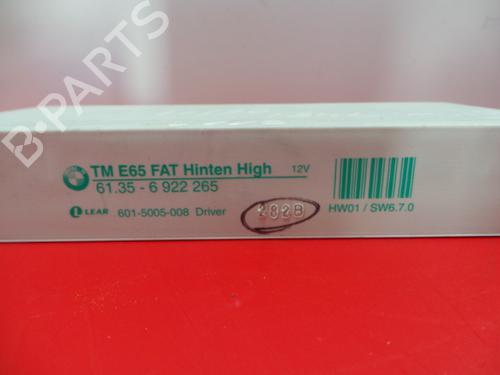 B-PARTS
TM E65 FAT Hinten High 12V
61.35 - 6 922 265
LEAR 601-5005-008 Driver
HW01 / SW6.7.0